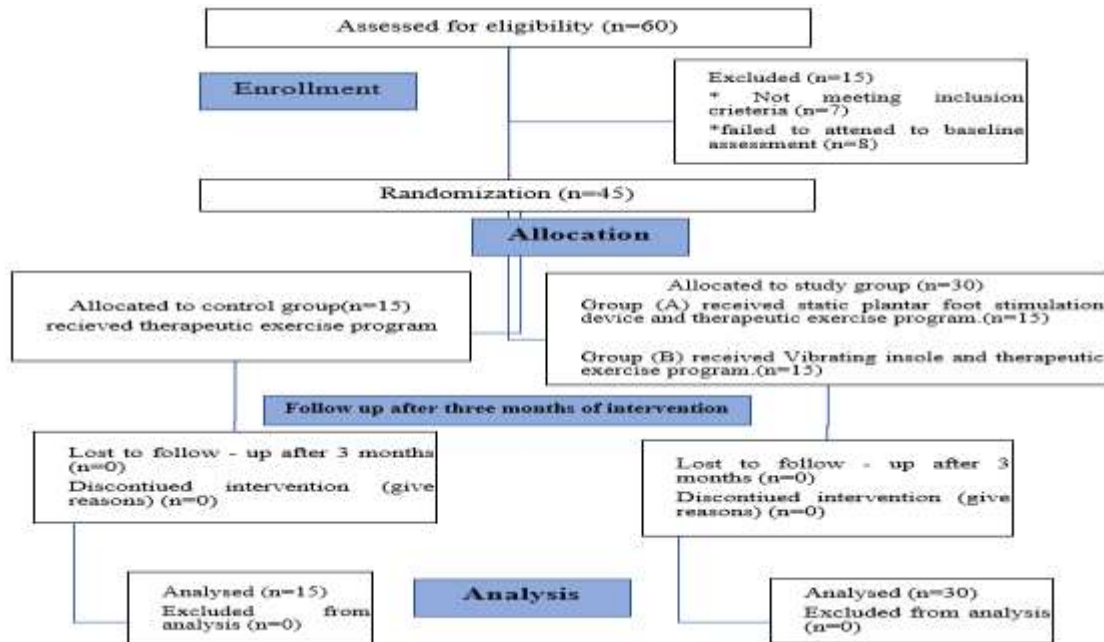 Assessed for eligibility (n=60)
Enrollment
Excluded (n=15)
* Not meeting inclusion
crieteria (n=7)
*failed to attened to baseline
assessment (n=8)
Randomization (n=45)
Allocation
Allocated to control group(n=15)
recieved therapeutic exercise program
Allocated to study group (n=30)
Group (A) received static plantar foot stimulation
device and therapeutic exercise program.(n=15)
Group (B) received Vibrating insole and therapeutic
exercise program.(n=15)
Follow up after three months of intervention
Lost to follow - up after 3 months
(n=0)
Discontiued intervention (give
reasons) (n=0)
Lost to follow - up after 3
months (n=0)
Discontiued intervention (give
reasons) (n=0)
Analysed (n=15)
Excluded from
analysis (n=0)
Analysis
Analysed (n=30)
Excluded from analysis
(n=0)